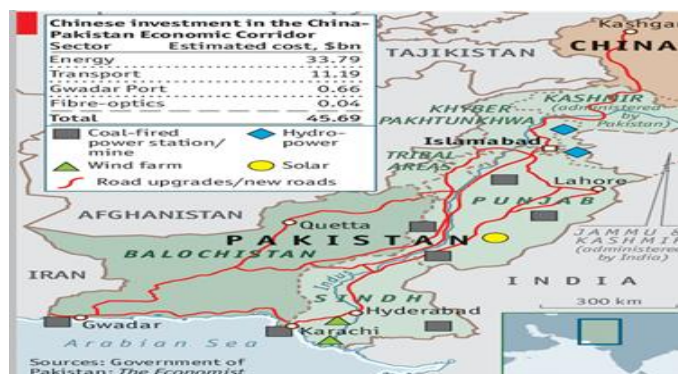 Chinese investment in the China-
Pakistan Economic Corridor
Sector Estimated cost, $bn
Energy 33.79
Transport 11.19
Gwadar Port 0.66
Fibre-optics 0.04
Total 45.69
Coal-fired
power station/
mine
Hydro-
power
Wind farm
Solar
Road upgrades/new roads
Kashgar
TAJIKISTAN
CHINA
KASHMIR
(administered
by
Pakistan)
KHYBER
PAKHTUNKHWA
Islamabad
TRIBAL
AREAS
Lahore
PUNJAB
AFGHANISTAN
Quetta
PAKISTAN
JAMMU &
KASHMIR
(administered
by India)
BALOCHISTAN
IRAN
Indus
INDIA
SINDH
300 km
Hyderabad
Gwadar
Karachi
Arabian Sea
Sources: Government of
Pakistan; The Economist